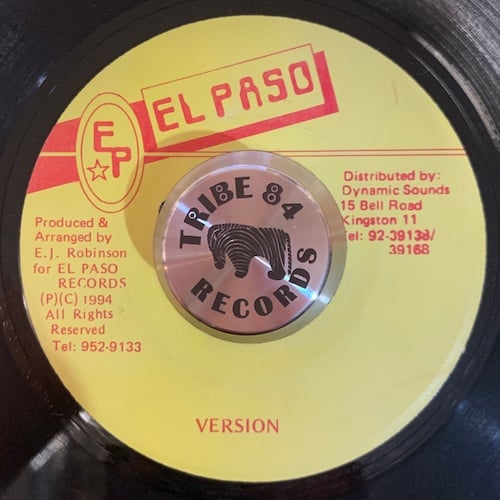 EL PASO
EP
Produced &
Arranged by
E.J. Robinson
for EL PASO
RECORDS
(P)(C) 1994
All Rights
Reserved
Tel: 952-9133
TRIBE 84
RECORDS
Distributed by:
Dynamic Sounds
15 Bell Road
Kingston 11
Tel: 92-39138/
39168
VERSION